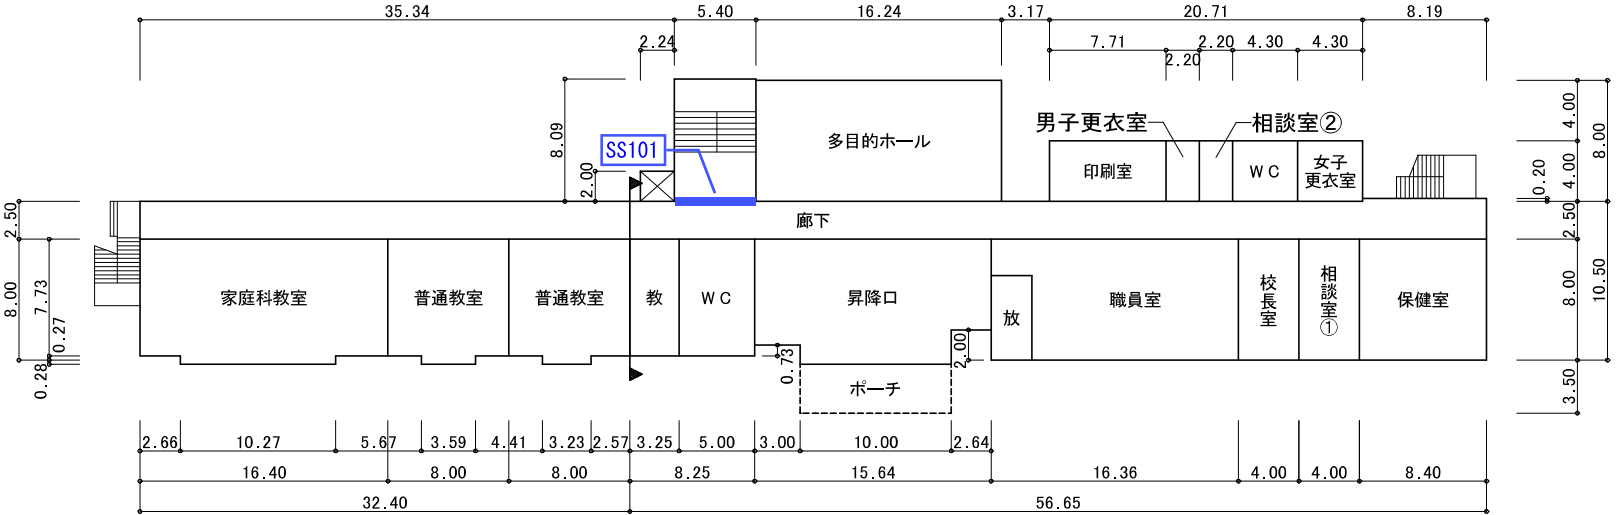 35.34 5.40 16.24 3.17 20.71 8.19
2.24 7.71 2.20 4.30 4.30
2.20
8.09
2.00
SS101
多目的ホール
男子更衣室
相談室②
印刷室
WC
女子
更衣室
4.00
8.00
4.00
0.20
廊下
2.50
2.50
10.50
8.00
8.00
7.73
0.27
0.28
家庭科教室
普通教室
普通教室
教
WC
昇降口
放
職員室
校長室
相談室①
保健室
0.73
2.00
ポーチ
3.50
2.66 10.27 5.67 3.59 4.41 3.23 2.57 3.25 5.00 3.00 10.00 2.64
16.40 8.00 8.00 8.25 15.64 16.36 4.00 4.00 8.40
32.40 56.65